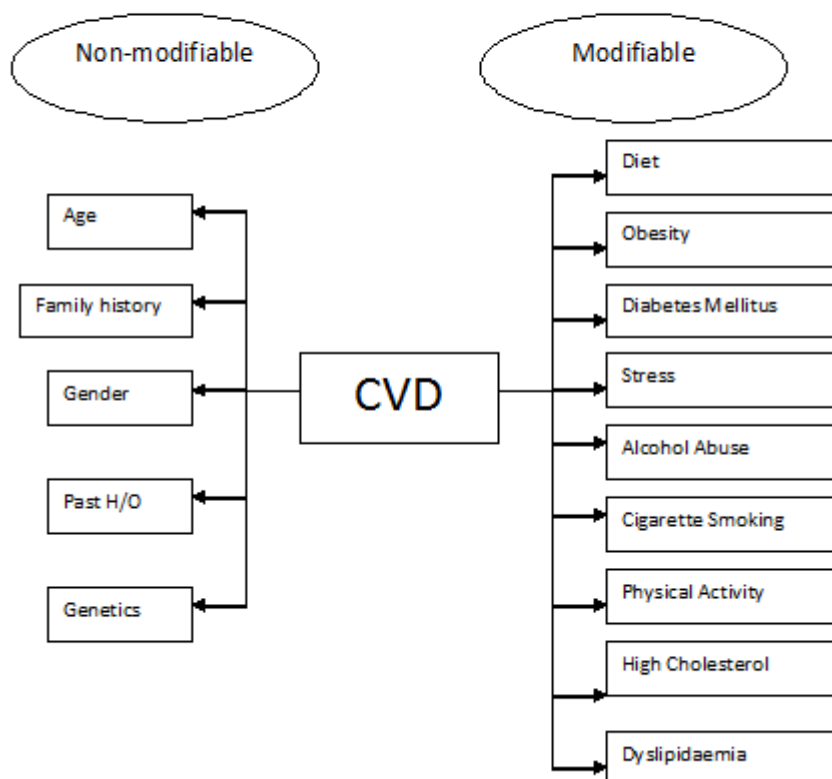 Non-modifiable
Modifiable
Age
Family history
Gender
Past H/O
Genetics
CVD
Diet
Obesity
Diabetes Mellitus
Stress
Alcohol Abuse
Cigarette Smoking
Physical Activity
High Cholesterol
Dyslipidaemia